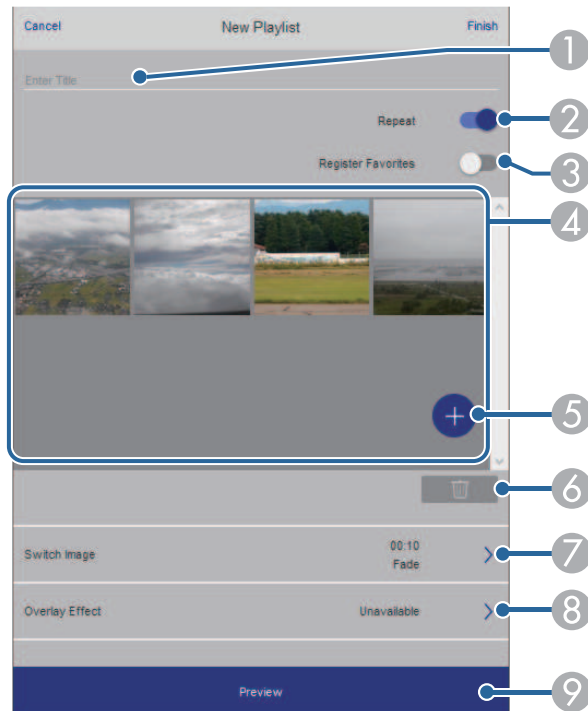 Cancel New Playlist Finish
Enter Title
1
Repeat
2
Register Favorites
3
4
5
6
Switch Image 00:10
Fade
7
Overlay Effect Unavailable
8
Preview
9